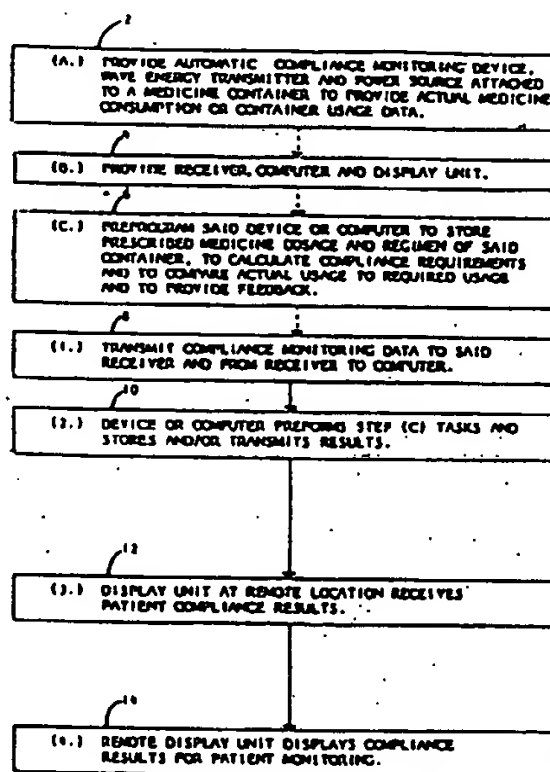 2
(A.) PROVIDE AUTOMATIC COMPLIANCE MONITORING DEVICE,
WAVE ENERGY TRANSMITTER AND POWER SOURCE ATTACHED
TO A MEDICINE CONTAINER TO PROVIDE ACTUAL MEDICINE
CONSUMPTION OR CONTAINER USAGE DATA.
(B.) PROVIDE RECEIVER, COMPUTER AND DISPLAY UNIT.
(C.) PREPROGRAM SAID DEVICE OR COMPUTER TO STORE
PRESCRIBED MEDICINE DOSAGE AND REGIMEN OF SAID
CONTAINER, TO CALCULATE COMPLIANCE REQUIREMENTS
AND TO COMPARE ACTUAL USAGE TO REQUIRED USAGE
AND TO PROVIDE FEEDBACK.
8
(1.) TRANSMIT COMPLIANCE MONITORING DATA TO SAID
RECEIVER AND FROM RECEIVER TO COMPUTER.
10
(2.) DEVICE OR COMPUTER PREFORMS STEP (C) TASKS AND
STORES AND/OR TRANSMITS RESULTS.
12
(3.) DISPLAY UNIT AT REMOTE LOCATION RECEIVES
PATIENT COMPLIANCE RESULTS.
14
(4.) REMOTE DISPLAY UNIT DISPLAYS COMPLIANCE
RESULTS FOR PATIENT MONITORING.